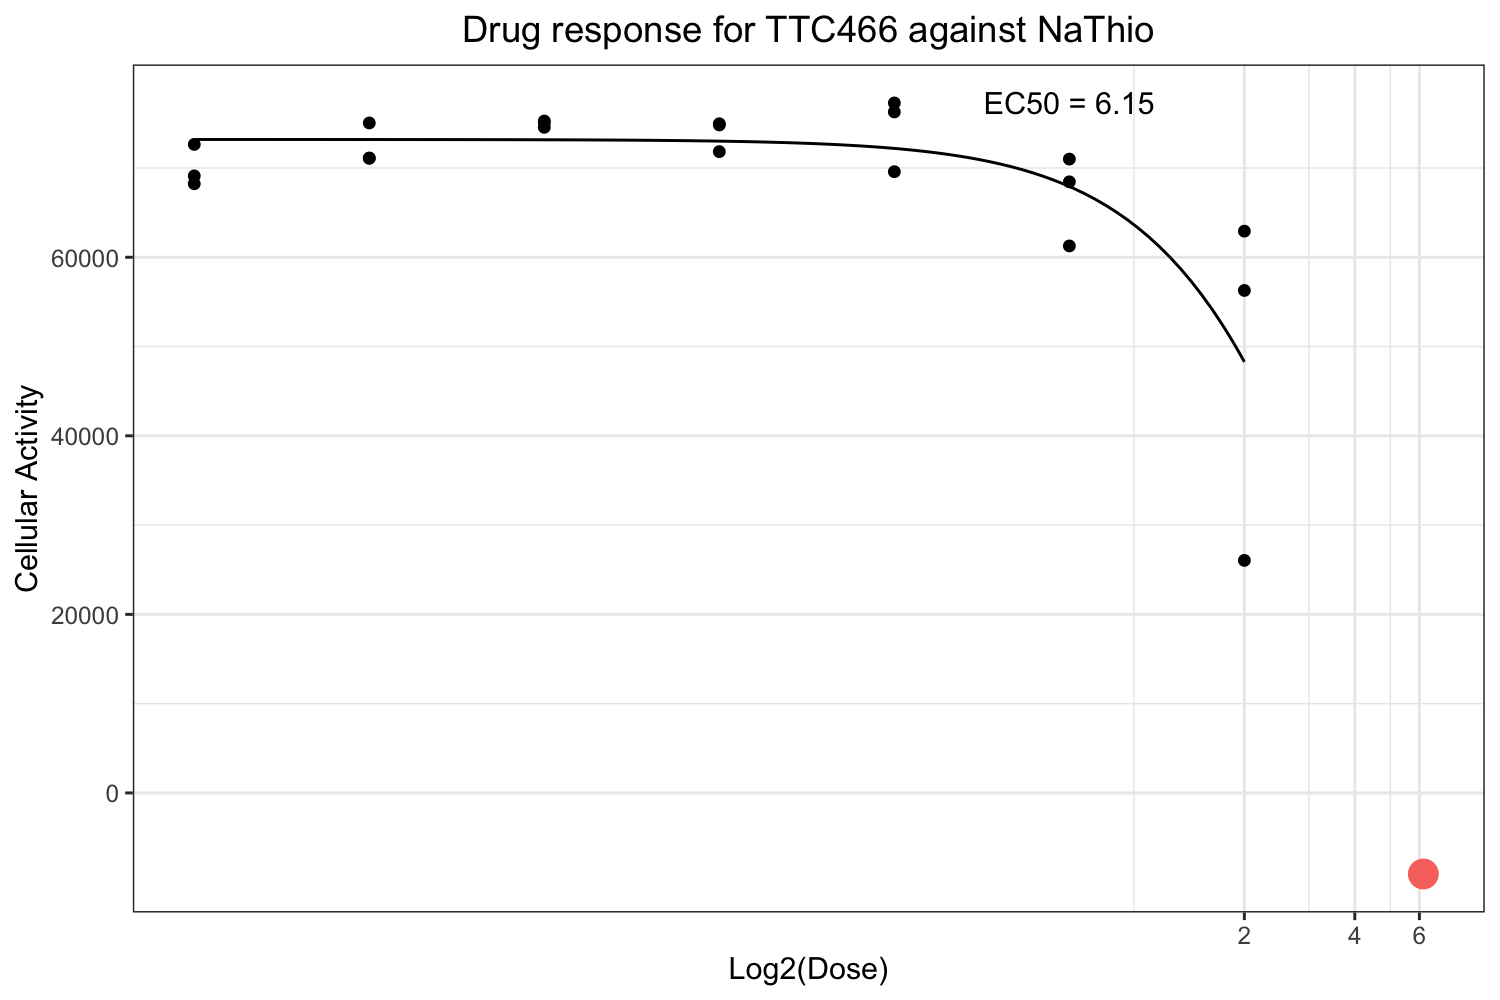 Drug response for TTC466 against NaThio
EC50 = 6.15
60000
40000
20000
0
Cellular Activity
2 4 6
Log2(Dose)